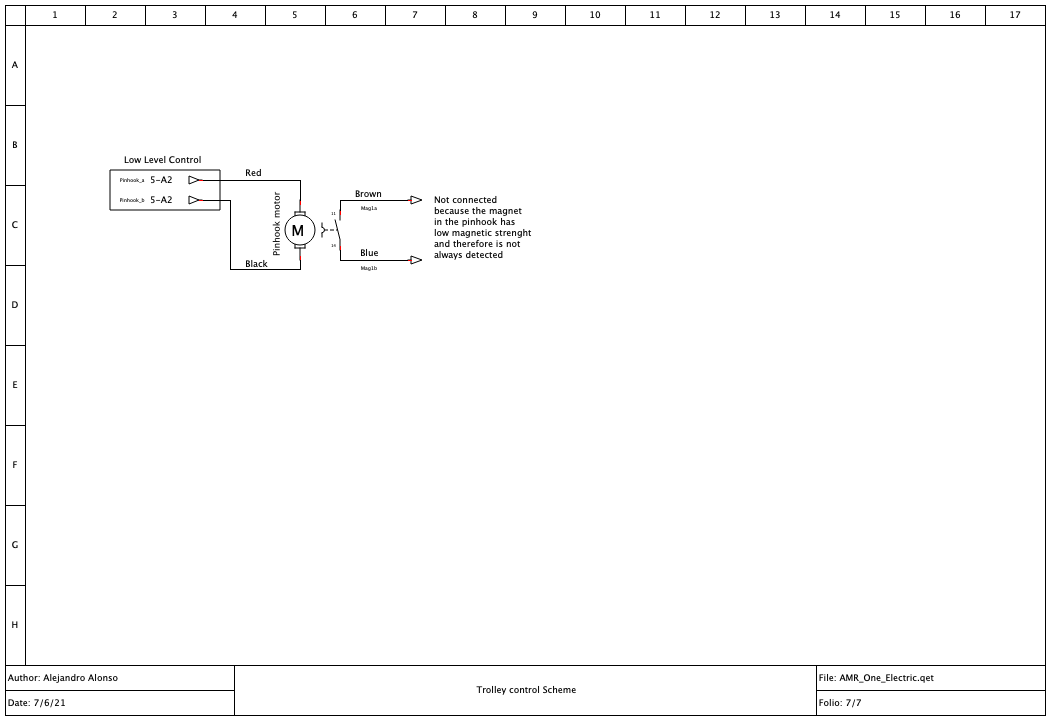 1 2 3 4 5 6 7 8 9 10 11 12 13 14 15 16 17
A
B
Low Level Control
Pinhook_a 5-A2
Red
Pinhook_b 5-A2
C
Pinhook motor
M
11
14
Brown
Mag1a
Blue
Mag1b
Black
Not connected
because the magnet
in the pinhook has
low magnetic strenght
and therefore is not
always detected
D
E
F
G
H
Author: Alejandro Alonso
Date: 7/6/21
Trolley control Scheme
File: AMR_One_Electric.qet
Folio: 7/7